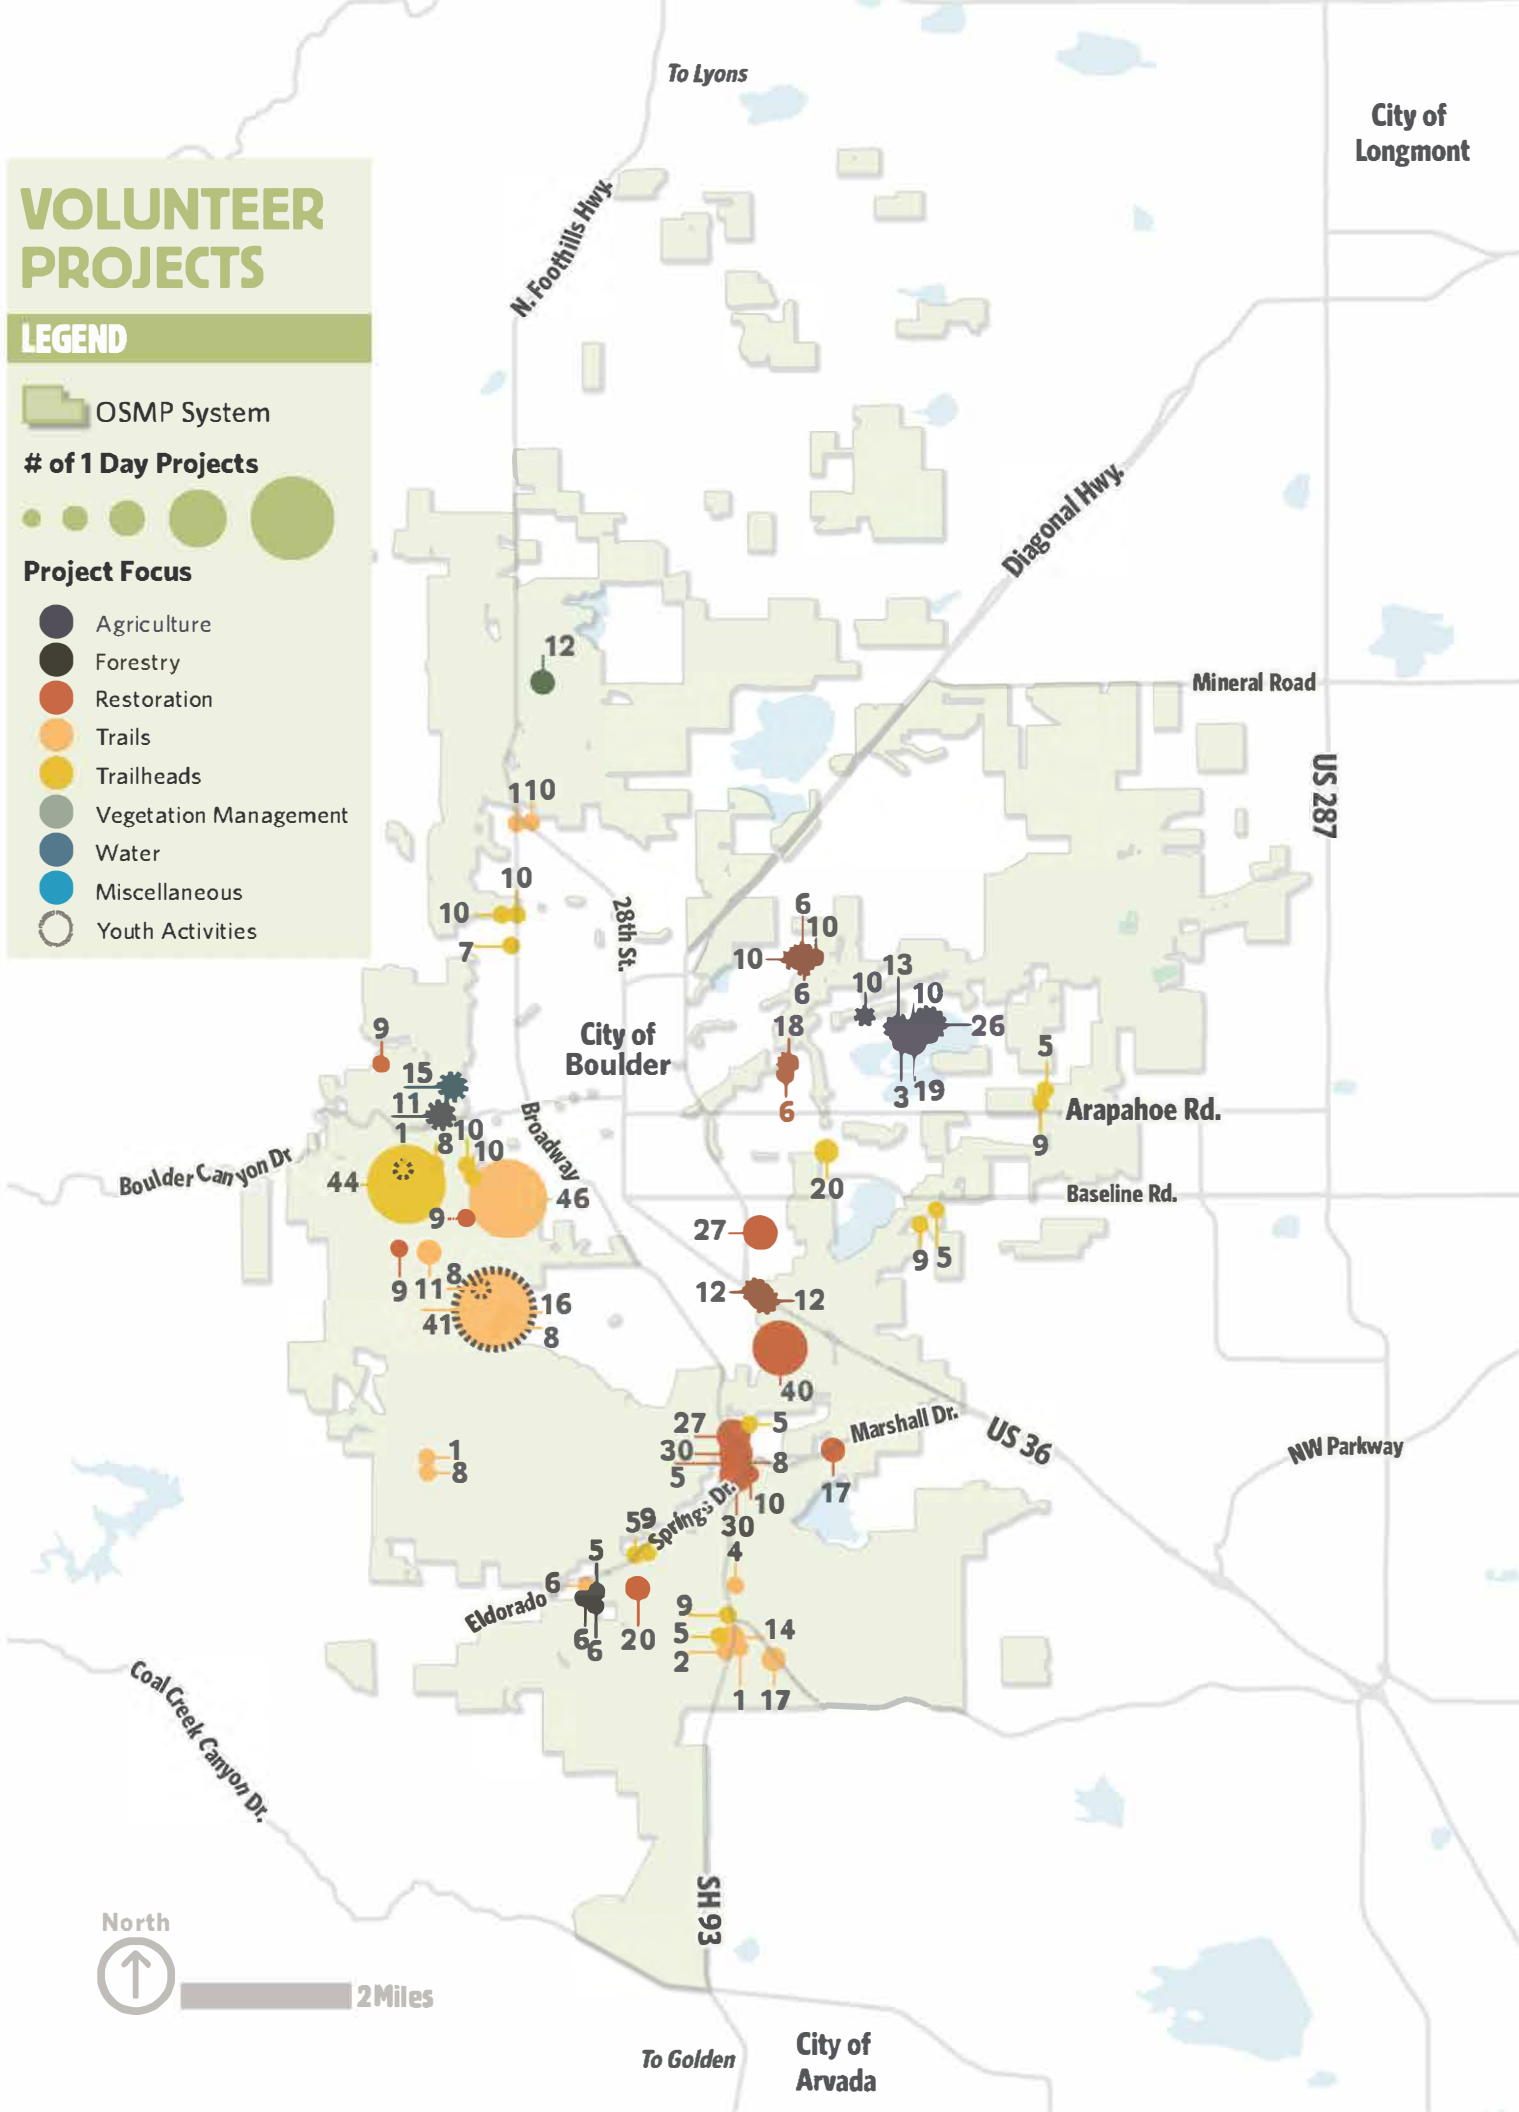 To Lyons
City of
Longmont
N. Foothills Hwy.
VOLUNTEER
PROJECTS
LEGEND
OSMP System
# of 1 Day Projects
Project Focus
Agriculture
Forestry
Restoration
Trails
Trailheads
Vegetation Management
Water
Miscellaneous
Youth Activities
Diagonal Hwy.
12
Mineral Road
US 287
1 10
10
10
7
28th St.
6
10
10
6
13
10
10
26
3 19
18
6
City of
Boulder
9
15
11
1
8 10
10
Broadway
5
Arapahoe Rd.
9
Boulder Canyon Dr
44
46
9
20
Baseline Rd.
27
9 5
9 11
8
16
41
8
12
12
40
27
5
30
8
5
10
30
Marshall Dr.
17
US 36
NW Parkway
1
8
59
Eldorado Springs Dr.
5
6
6
6
20
4
9
5
2
14
1 17
Coal Creek Canyon Dr.
SH 93
North
2 Miles
To Golden
City of
Arvada